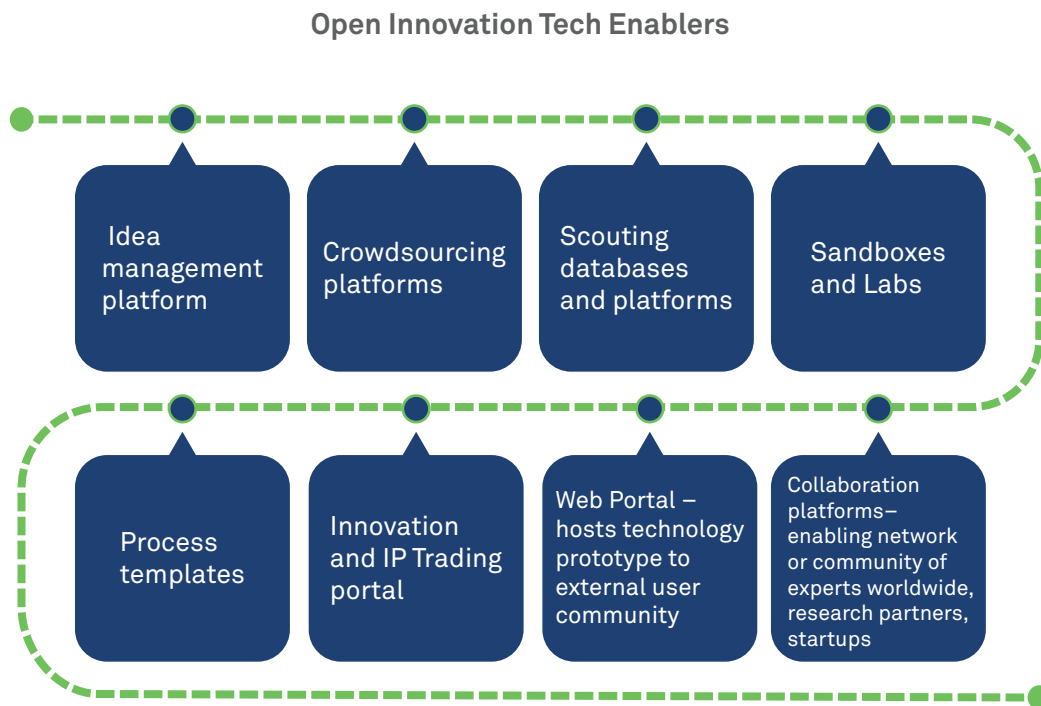 Open Innovation Tech Enablers
Idea
management
platform
Crowdsourcing
platforms
Scouting
databases
and platforms
Sandboxes
and Labs
Process
templates
Innovation
and IP Trading
portal
Web Portal –
hosts technology
prototype to
external user
community
Collaboration
platforms–
enabling network
or community of
experts worldwide,
research partners,
startups